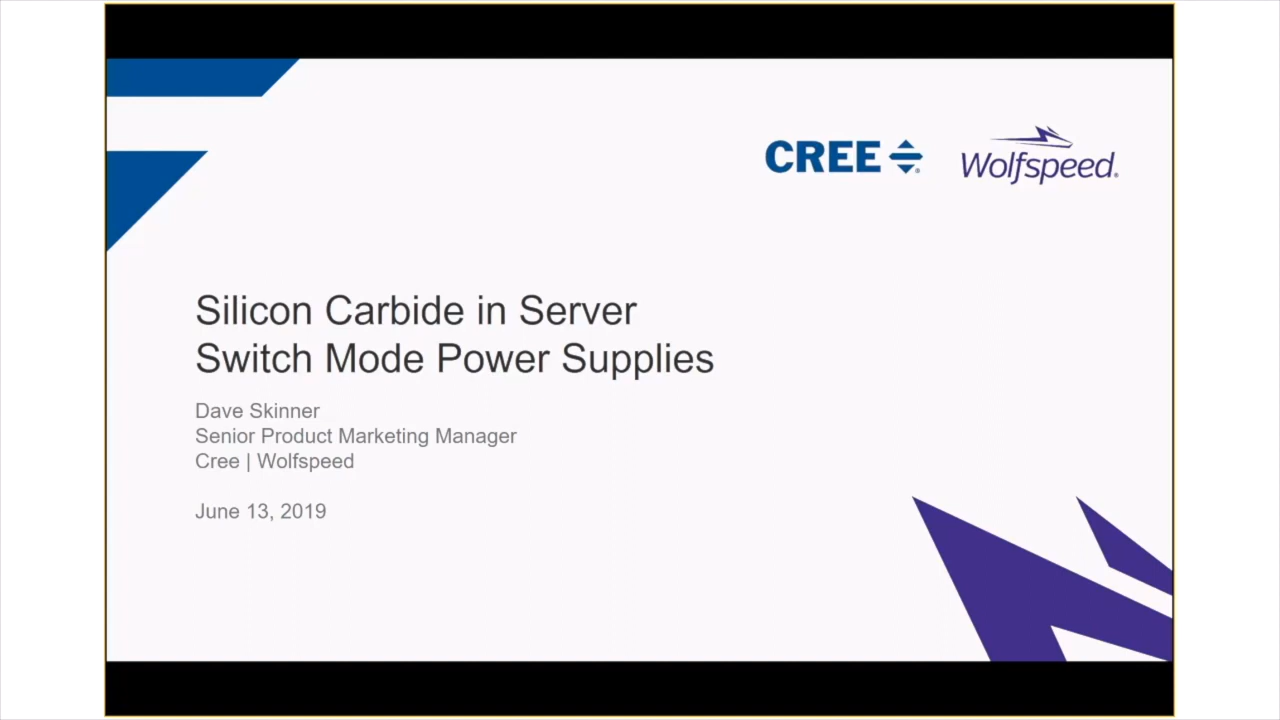 CREE
Wolfspeed
Silicon Carbide in Server
Switch Mode Power Supplies
Dave Skinner
Senior Product Marketing Manager
Cree | Wolfspeed
June 13, 2019